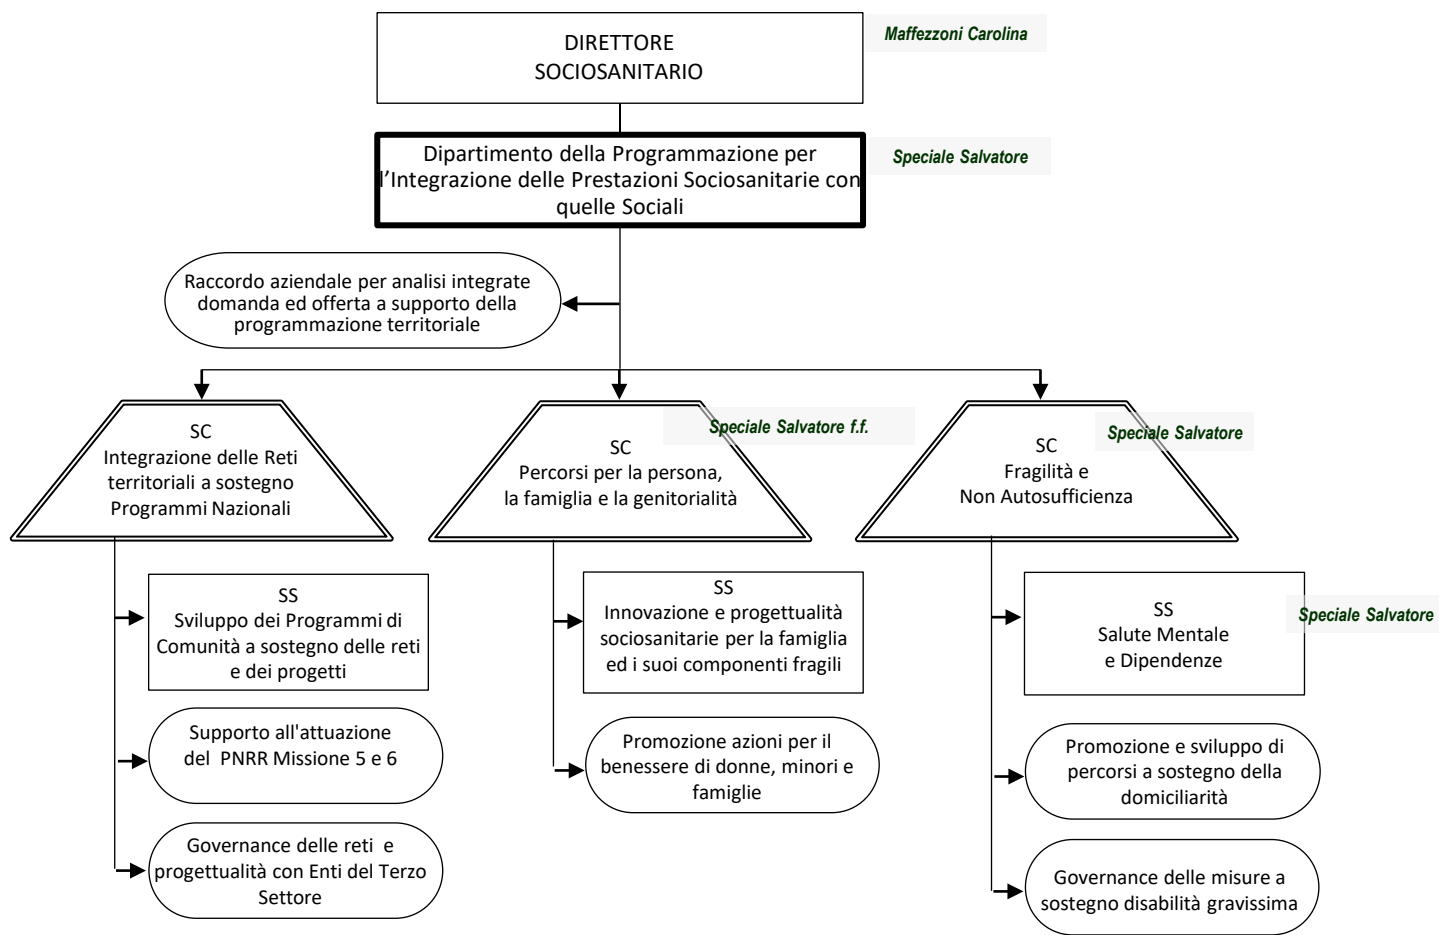 DIRETTORE
SOCIOSANITARIO
Maffezzoni Carolina
Dipartimento della Programmazione per
l'Integrazione delle Prestazioni Sociosanitarie con
quelle Sociali
Speciale Salvatore
Raccordo aziendale per analisi integrate
domanda ed offerta a supporto della
programmazione territoriale
SC
Integrazione delle Reti
territoriali a sostegno
Programmi Nazionali
Speciale Salvatore f.f.
SC
Percorsi per la persona,
la famiglia e la genitorialità
Speciale Salvatore
SC
Fragilità e
Non Autosufficienza
SS
Sviluppo dei Programmi di
Comunità a sostegno delle reti
e dei progetti
SS
Innovazione e progettualità
sociosanitarie per la famiglia
ed i suoi componenti fragili
SS
Salute Mentale
e Dipendenze
Speciale Salvatore
Supporto all'attuazione
del PNRR Missione 5 e 6
Promozione azioni per il
benessere di donne, minori e
famiglie
Promozione e sviluppo di
percorsi a sostegno della
domiciliarità
Governance delle reti e
progettualità con Enti del Terzo
Settore
Governance delle misure a
sostegno disabilità gravissima